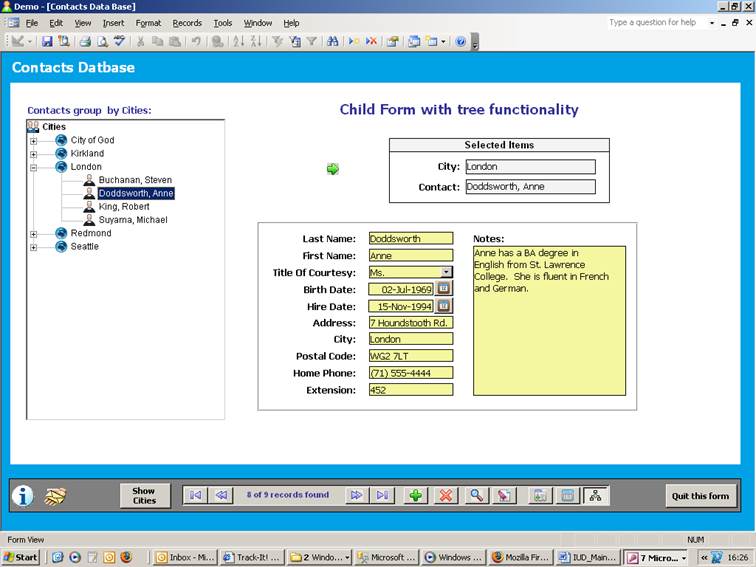 Demo - [Contacts Data Base]
File Edit View Insert Format Records Tools Window Help Type a question for help
Contacts Datbase
Contacts group by Cities:
Cities
City of God
Kirkland
London
Buchanan, Steven
Doddsworth, Anne
King, Robert
Suyama, Michael
Redmond
Seattle
Child Form with tree functionality
Selected Items
City: London
Contact: Doddsworth, Anne
Last Name: Doddsworth
First Name: Anne
Title Of Courtesy: Ms.
Birth Date: 02-Jul-1969
Hire Date: 15-Nov-1994
Address: 7 Houndstooth Rd.
City: London
Postal Code: WG2 7LT
Home Phone: (71) 555-4444
Extension: 452
Notes:
Anne has a BA degree in
English from St. Lawrence
College. She is fluent in French
and German.
Show Cities
8 of 9 records found
Quit this form
Form View NUM
Start Inbox - Mi... Track-It! ... 2 Windo... Microsoft ... Windows ... Mozilla Fir... IUD_Main... 7 Micro... 16:26